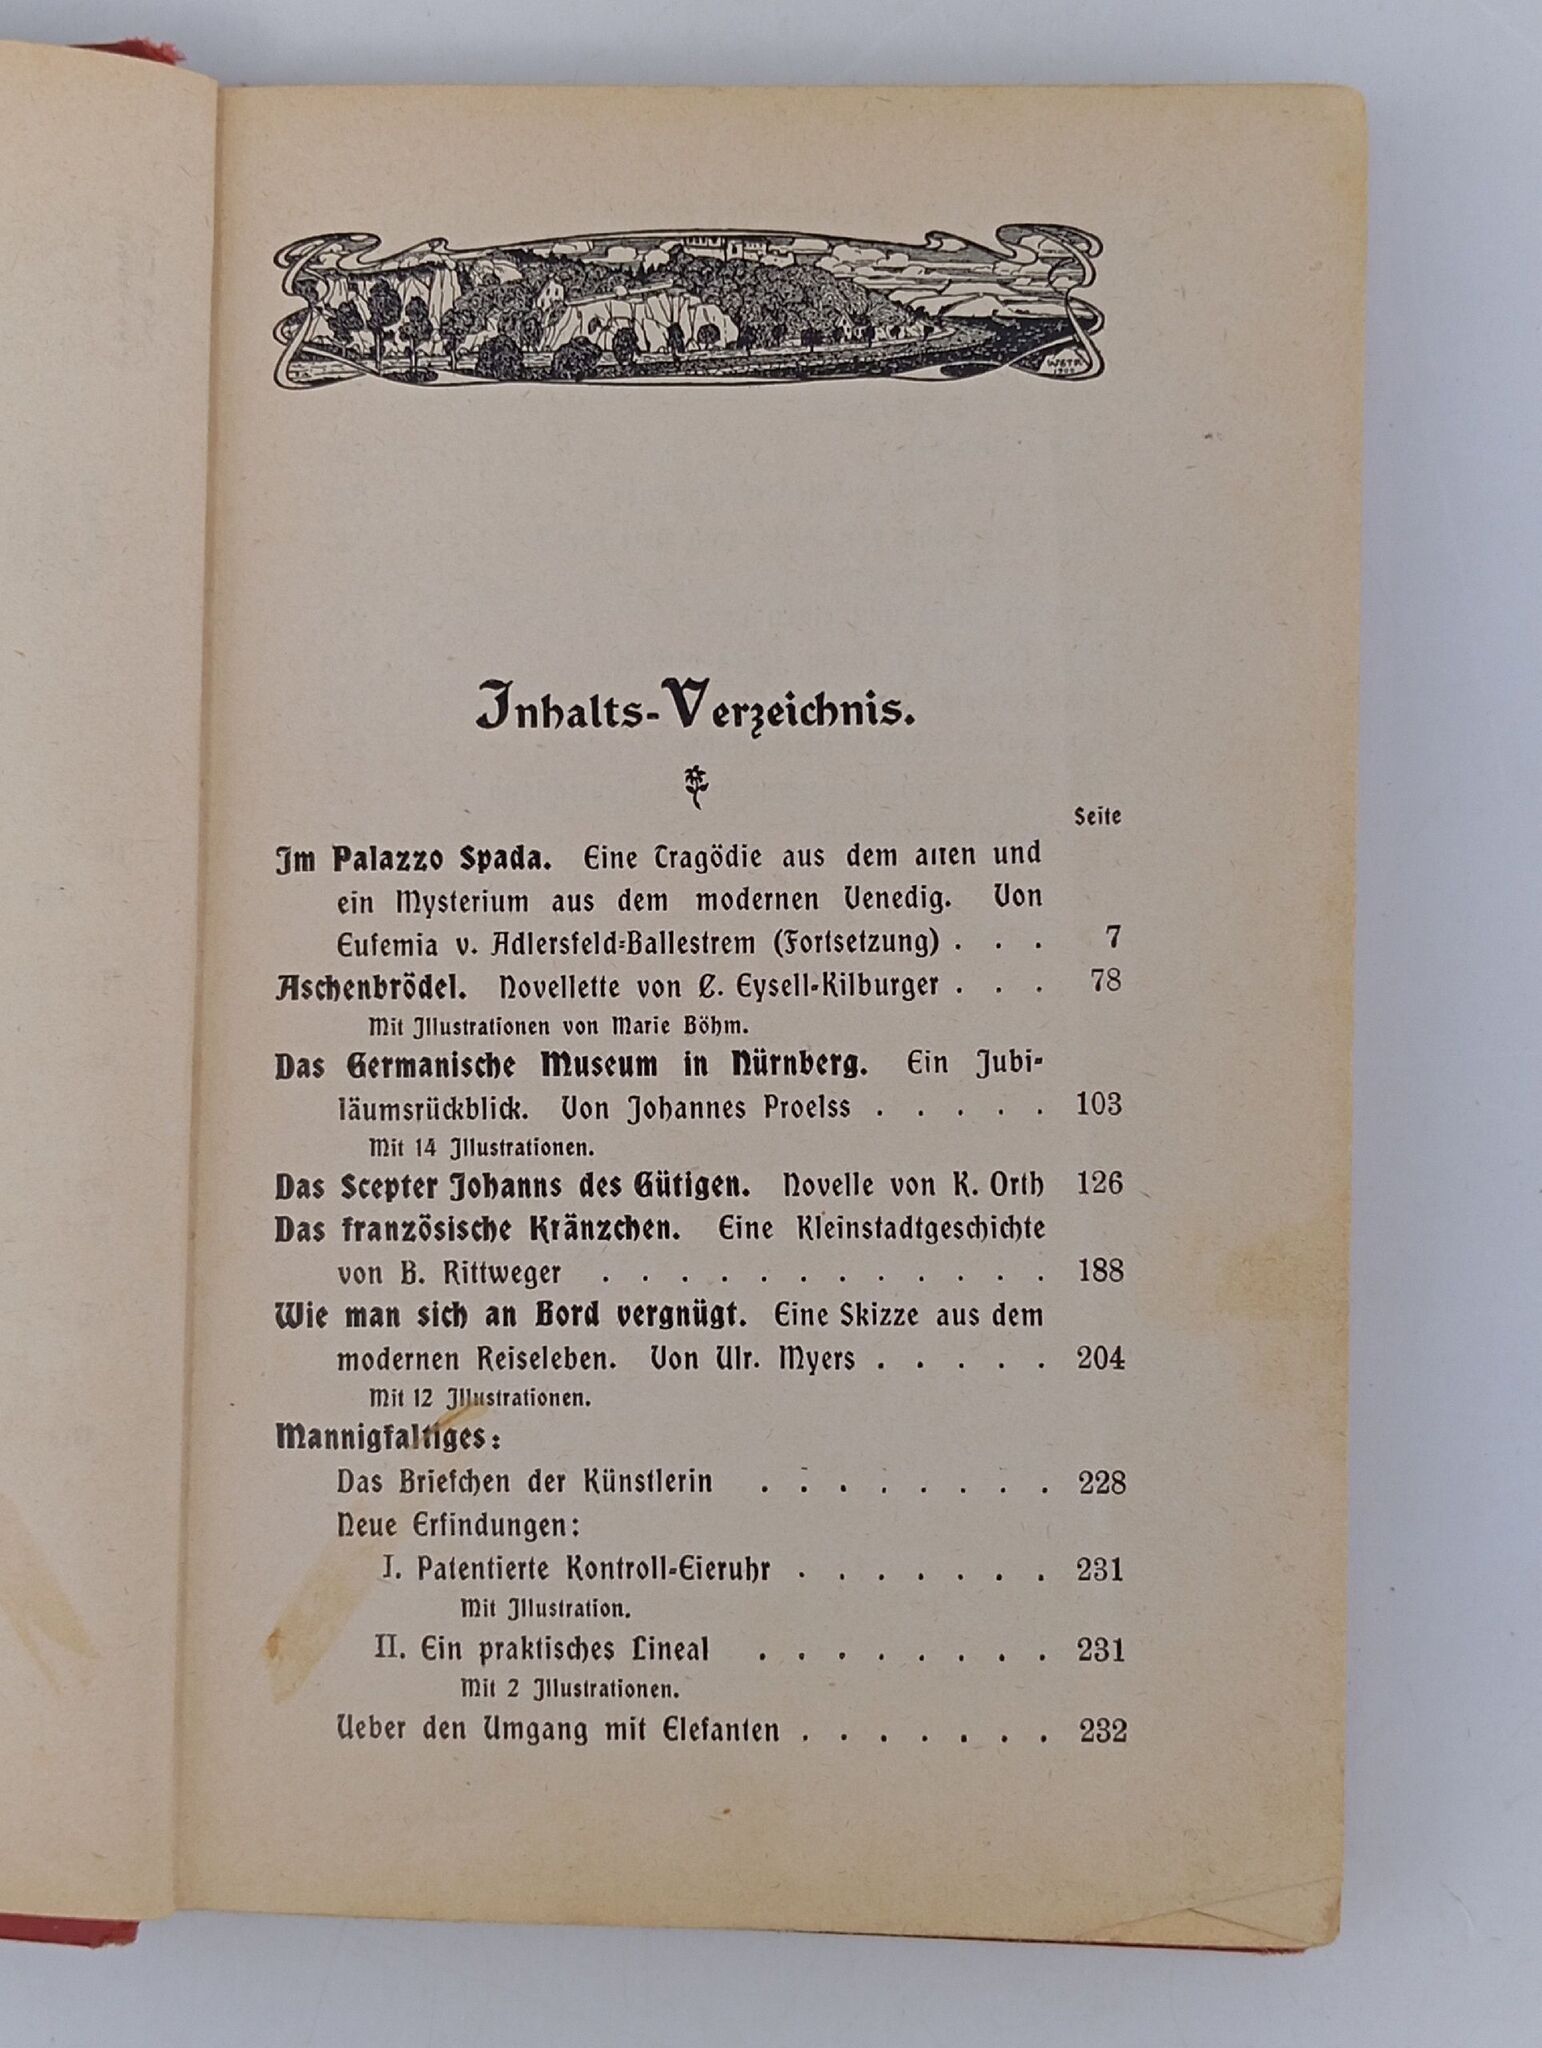 Inhalts-Verzeichnis.
Seite
Im Palazzo Spada. Eine Tragödie aus dem alten und
ein Mysterium aus dem modernen Venedig. Von
Eufemia v. Adlersfeld-Ballestrem (Fortsetzung) . . . 7
Aschenbrödel. Novellette von C. Eysell-Kilburger . . . 78
Mit Illustrationen von Marie Böhm.
Das Germanische Museum in Nürnberg. Ein Jubi-
läumsrückblick. Von Johannes Proelss . . . . . 103
Mit 14 Illustrationen.
Das Scepter Johanns des Gütigen. Novelle von K. Orth 126
Das französische Kränzchen. Eine Kleinstadtgeschichte
von B. Rittweger . . . . . . . . . . . . 188
Wie man sich an Bord vergnügt. Eine Skizze aus dem
modernen Reiseleben. Von Ulr. Myers . . . . . 204
Mit 12 Illustrationen.
Mannigfaltiges:
Das Briefchen der Künstlerin . . . . . . . . 228
Neue Erfindungen:
I. Patentierte Kontroll-Eieruhr . . . . . . . 231
Mit Illustration.
II. Ein praktisches Lineal . . . . . . . . 231
Mit 2 Illustrationen.
Ueber den Umgang mit Elefanten . . . . . . . 232